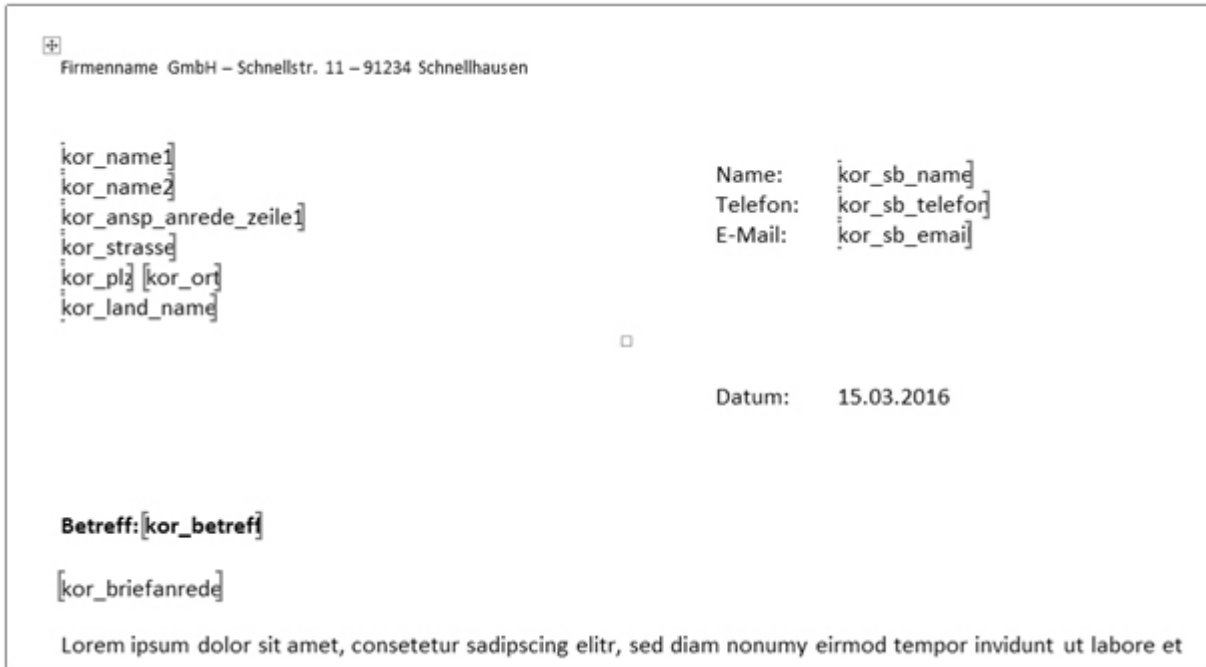 Firmenname GmbH – Schnellstr. 11 – 91234 Schnellhausen
kor_name1
kor_name2
kor_ansp_anrede_zeile1
kor_strasse
kor_plz kor_ort
kor_land_name
Name: kor_sb_name
Telefon: kor_sb_telefon
E-Mail: kor_sb_email
Datum: 15.03.2016
Betreff: kor_betreff
kor_briefanrede
Lorem ipsum dolor sit amet, consetetur sadipscing elitr, sed diam nonumy eirmod tempor invidunt ut labore et